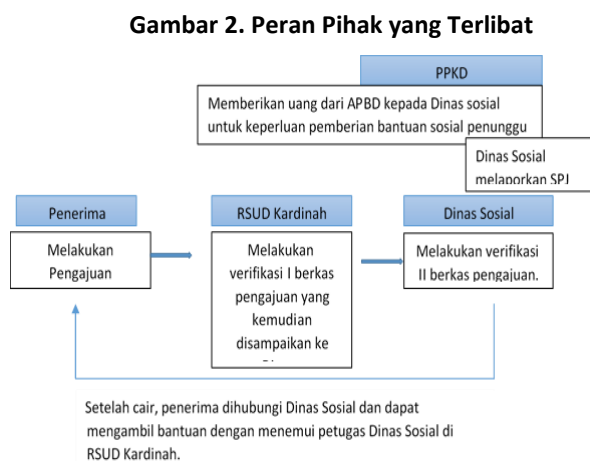 Gambar 2. Peran Pihak yang Terlibat
PPKD
Memberikan uang dari APBD kepada Dinas sosial
untuk keperluan pemberian bantuan sosial penunggu
Dinas Sosial
melaporkan SPJ
Penerima
Melakukan
Pengajuan
RSUD Kardinah
Melakukan
verifikasi I berkas
pengajuan yang
kemudian
disampaikan ke
Dinas Sosial
Melakukan verifikasi
II berkas pengajuan.
Setelah cair, penerima dihubungi Dinas Sosial dan dapat
mengambil bantuan dengan menemui petugas Dinas Sosial di
RSUD Kardinah.